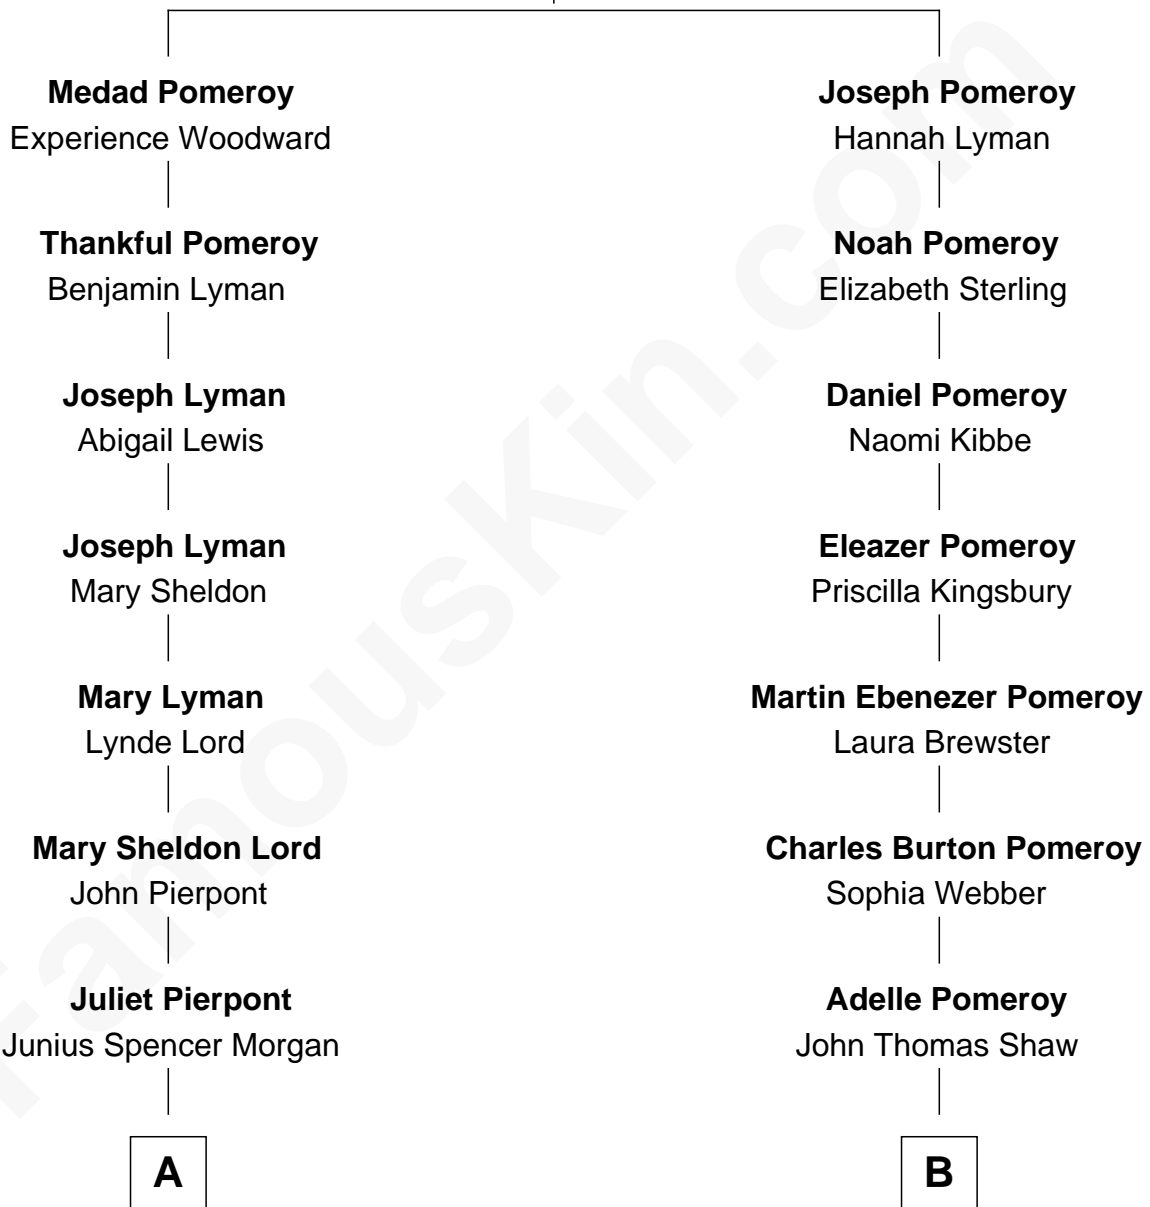 Medad Pomeroy
Experience Woodward
Thankful Pomeroy
Benjamin Lyman
Joseph Lyman
Abigail Lewis
Joseph Lyman
Mary Sheldon
Mary Lyman
Lynde Lord
Mary Sheldon Lord
John Pierpont
Juliet Pierpont
Junius Spencer Morgan
A
Joseph Pomeroy
Hannah Lyman
Noah Pomeroy
Elizabeth Sterling
Daniel Pomeroy
Naomi Kibbe
Eleazer Pomeroy
Priscilla Kingsbury
Martin Ebenezer Pomeroy
Laura Brewster
Charles Burton Pomeroy
Sophia Webber
Adelle Pomeroy
John Thomas Shaw
B
FamousKin.com